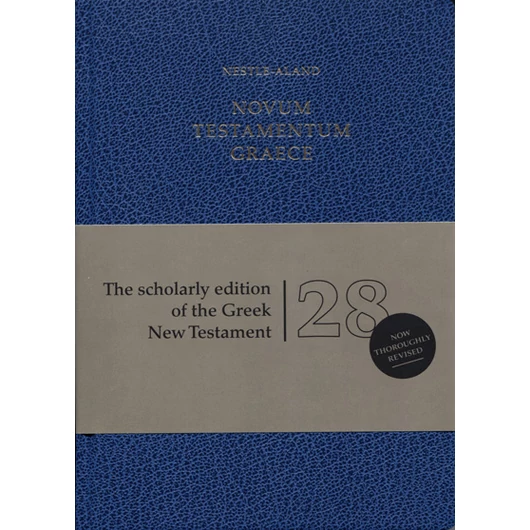 NESTLE-ALAND
NOVUM
TESTAMENTUM
GRAECE
The scholarly edition
of the Greek
New Testament
28
NOW
THOROUGHLY
REVISED